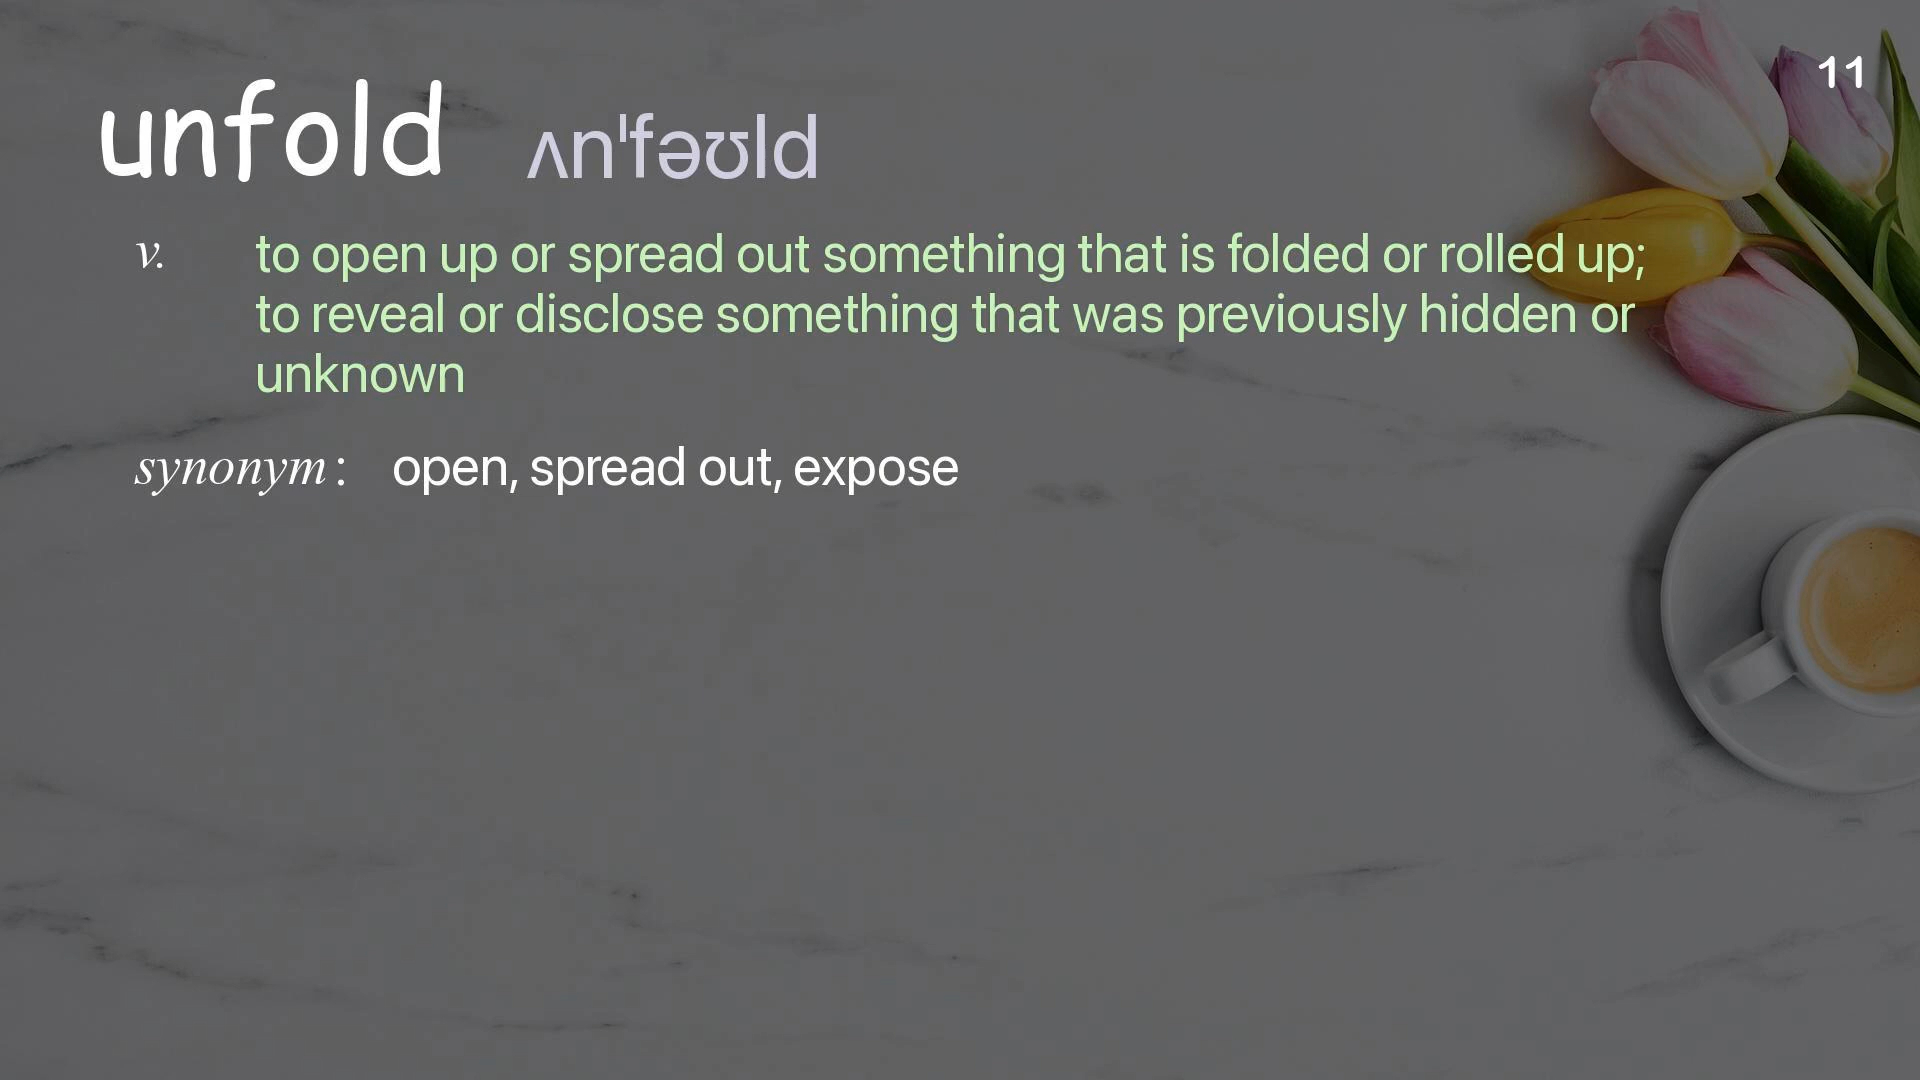 11
unfold ʌnˈfəʊld
v. to open up or spread out something that is folded or rolled up;
to reveal or disclose something that was previously hidden or
unknown
synonym : open, spread out, expose